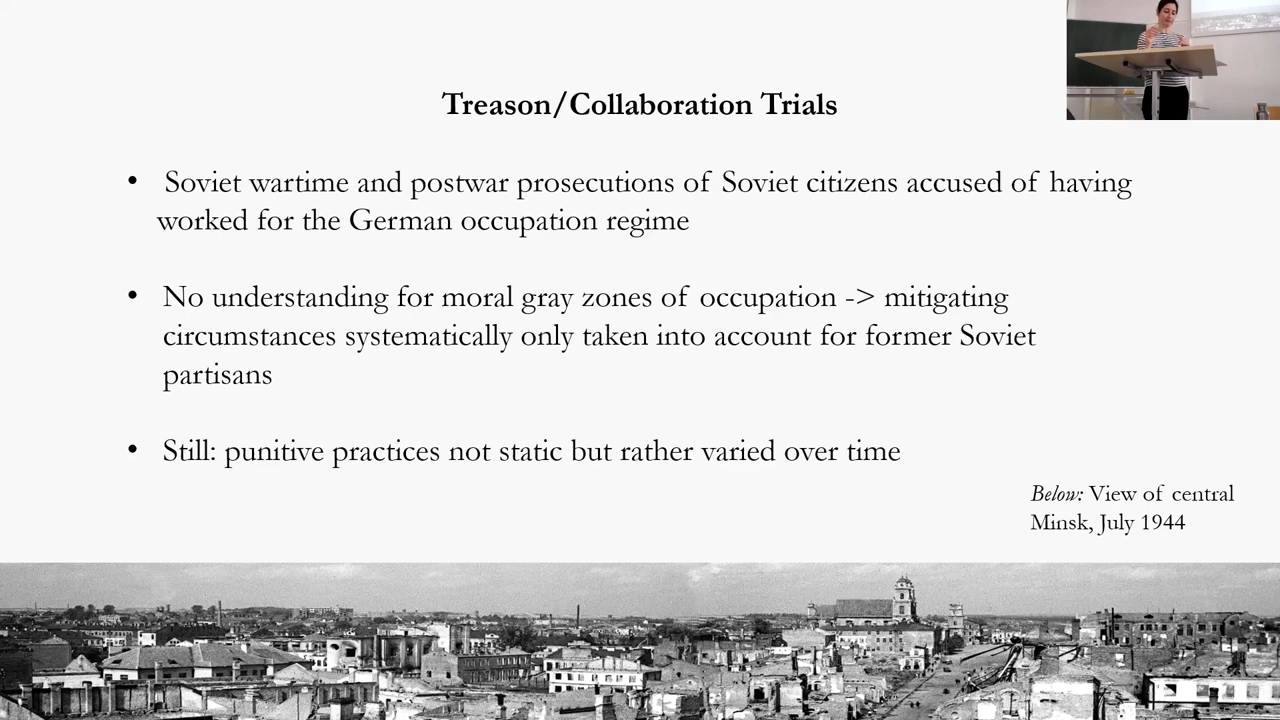 Treason/Collaboration Trials
• Soviet wartime and postwar prosecutions of Soviet citizens accused of having
worked for the German occupation regime
• No understanding for moral gray zones of occupation -> mitigating
circumstances systematically only taken into account for former Soviet
partisans
• Still: punitive practices not static but rather varied over time
Below: View of central
Minsk, July 1944